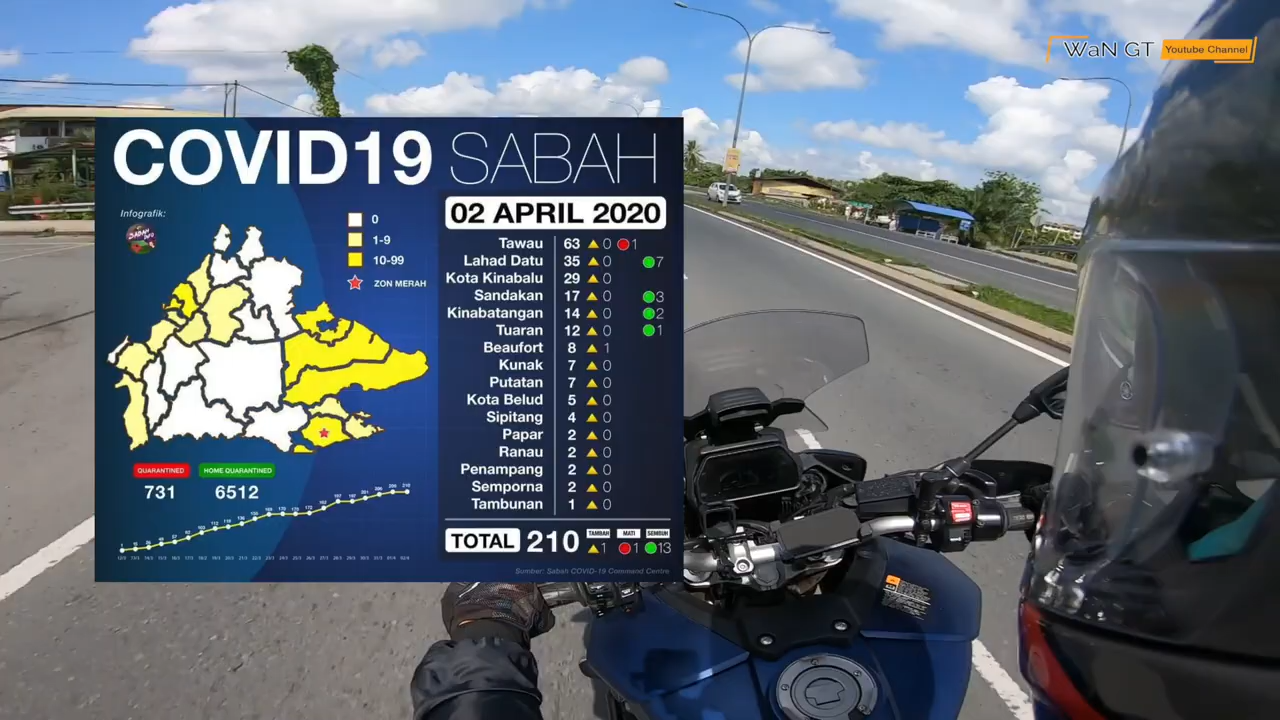 WaN GT Youtube Channel
COVID19 SABAH
Infografik:
0
1-9
10-99
ZON MERAH
02 APRIL 2020
Tawau 63 ▲ 0 1
Lahad Datu 35 ▲ 0 7
Kota Kinabalu 29 ▲ 0
Sandakan 17 ▲ 0 3
Kinabatangan 14 ▲ 0 2
Tuaran 12 ▲ 0 1
Beaufort 8 ▲ 1
Kunak 7 ▲ 0
Putatan 7 ▲ 0
Kota Belud 5 ▲ 0
Sipitang 4 ▲ 0
Papar 2 ▲ 0
Ranau 2 ▲ 0
Penampang 2 ▲ 0
Semporna 2 ▲ 0
Tambunan 1 ▲ 0
QUARANTINED HOME QUARANTINED
731 6512
TAMBAH MATI SEMBUH
TOTAL 210 ▲ 1 1 13
Sumber: Sabah COVID-19 Command Centre